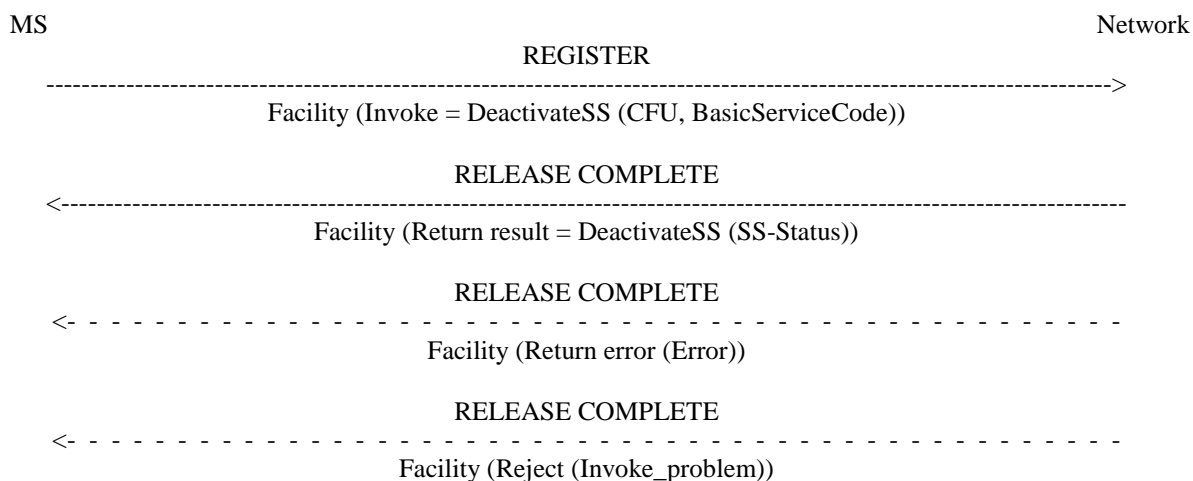 MS Network
REGISTER
Facility (Invoke = DeactivateSS (CFU, BasicServiceCode))
RELEASE COMPLETE
Facility (Return result = DeactivateSS (SS-Status))
RELEASE COMPLETE
Facility (Return error (Error))
RELEASE COMPLETE
Facility (Reject (Invoke_problem))